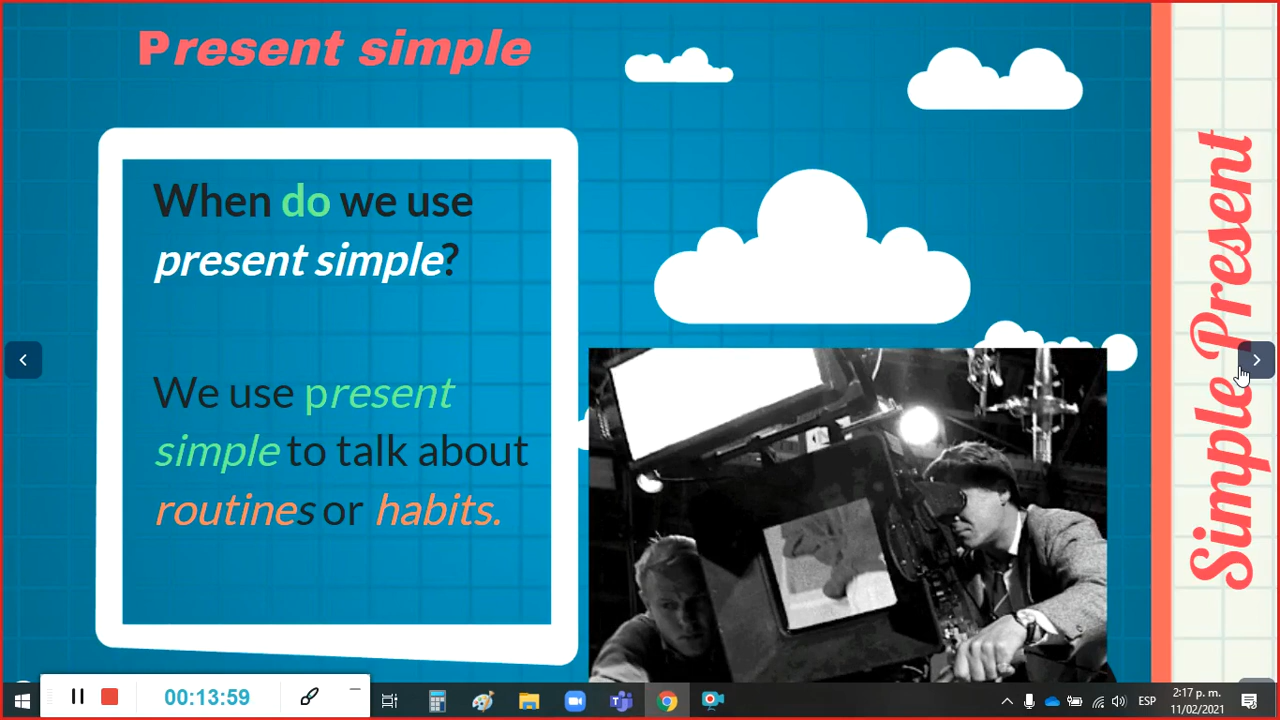 Present simple
When do we use
present simple?
We use present
simple to talk about
routines or habits.
Simple Present
00:13:59
ESP
2:17 p. m.
11/02/2021